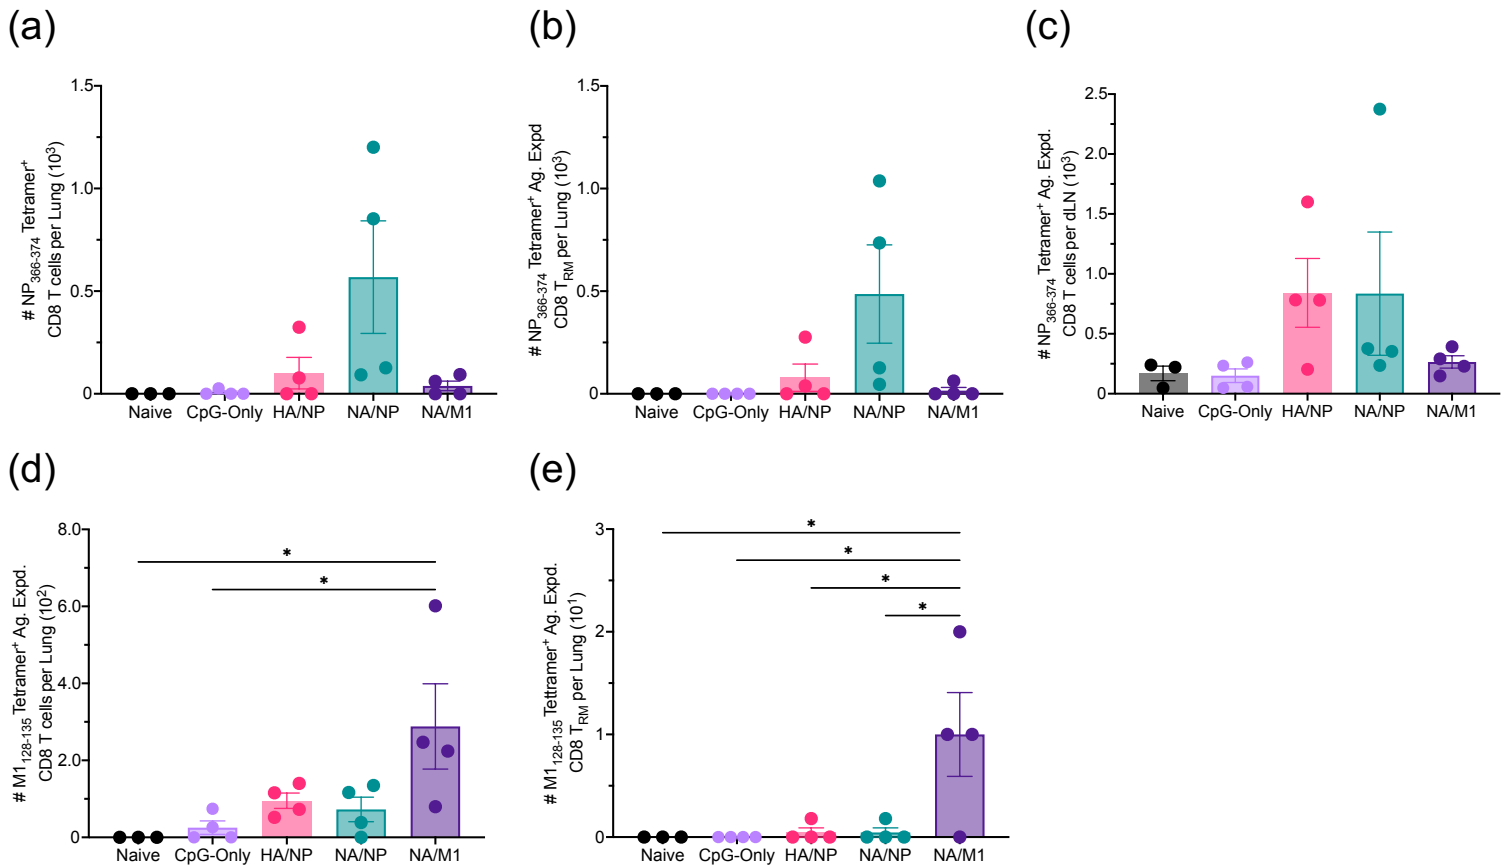 (a)
# NP366-374 Tetramer+
CD8 T cells per Lung (10³)
1.5
1.0
0.5
0
Naive CpG-Only HA/NP NA/NP NA/M1
(b)
# NP366-374 Tetramer+ Ag. Expd
CD8 TRM per Lung (10³)
1.5
1.0
0.5
0
Naive CpG-Only HA/NP NA/NP NA/M1
(c)
# NP366-374 Tetramer+ Ag. Expd.
CD8 T cells per dLN (10³)
2.5
2.0
1.5
1.0
0.5
0
Naive CpG-Only HA/NP NA/NP NA/M1
(d)
# M1128-135 Tetramer+ Ag. Expd.
CD8 T cells per Lung (10²)
8.0
6.0
4.0
2.0
0
*
*
Naive CpG-Only HA/NP NA/NP NA/M1
(e)
# M1128-135 Tettramer+ Ag. Expd.
CD8 TRM per Lung (10¹)
3
2
1
0
*
*
*
*
Naive CpG-Only HA/NP NA/NP NA/M1